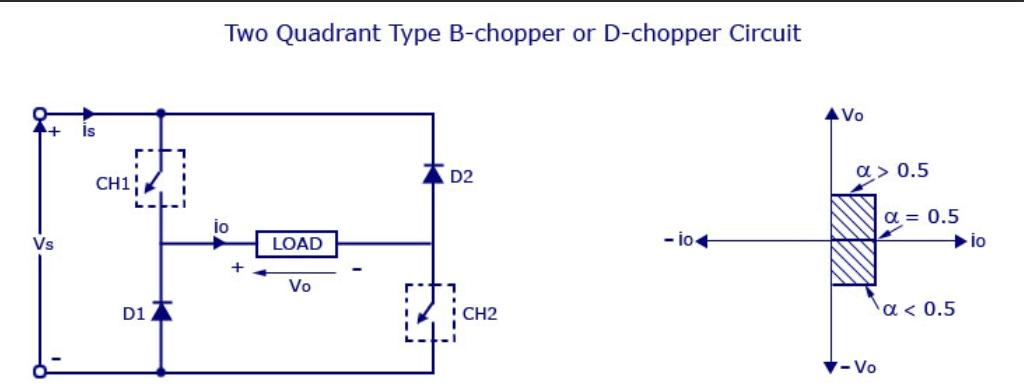 Two Quadrant Type B-chopper or D-chopper Circuit
+ is
CH1
D2
Vs
io
LOAD
+ Vo -
D1
CH2
-
Vo
α > 0.5
α = 0.5
- io
io
α < 0.5
- Vo